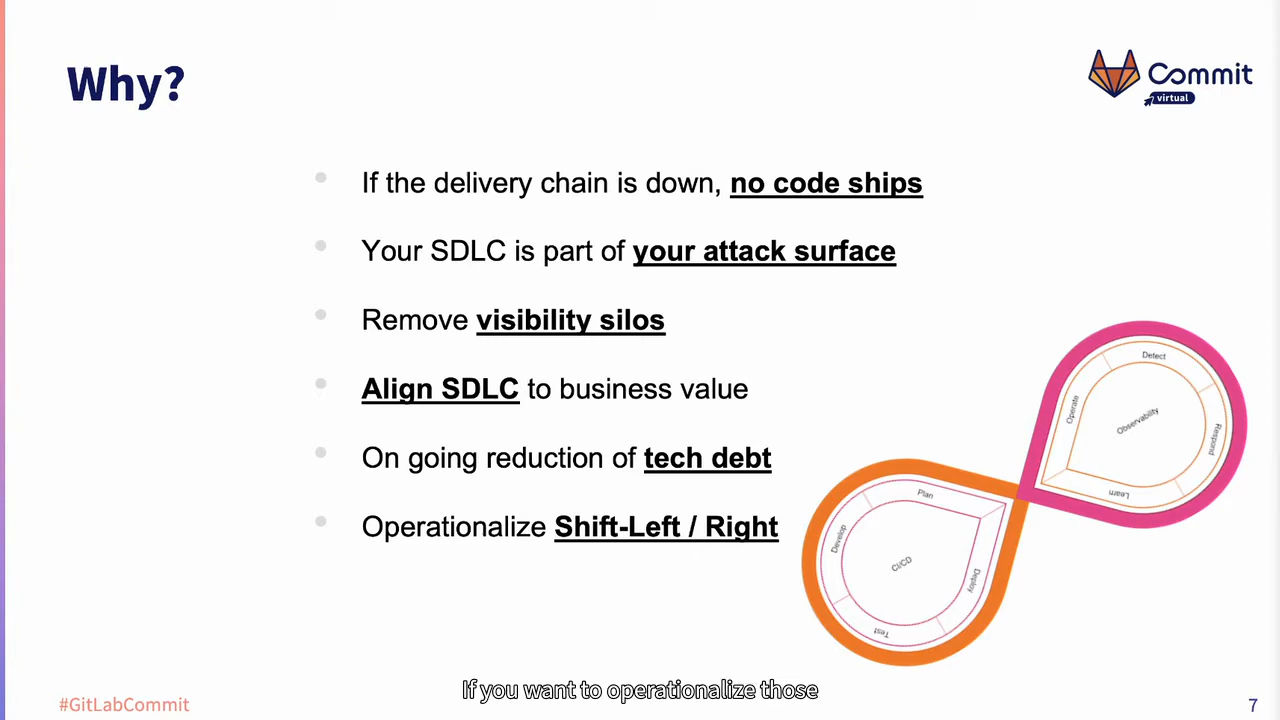 Why?
Commit
virtual
If the delivery chain is down, no code ships
Your SDLC is part of your attack surface
Remove visibility silos
Align SDLC to business value
On going reduction of tech debt
Operationalize Shift-Left / Right
Detect
Operate
Observability
Respond
Learn
Plan
Develop
CI/CD
Deploy
Test
If you want to operationalize those
#GitLabCommit
7